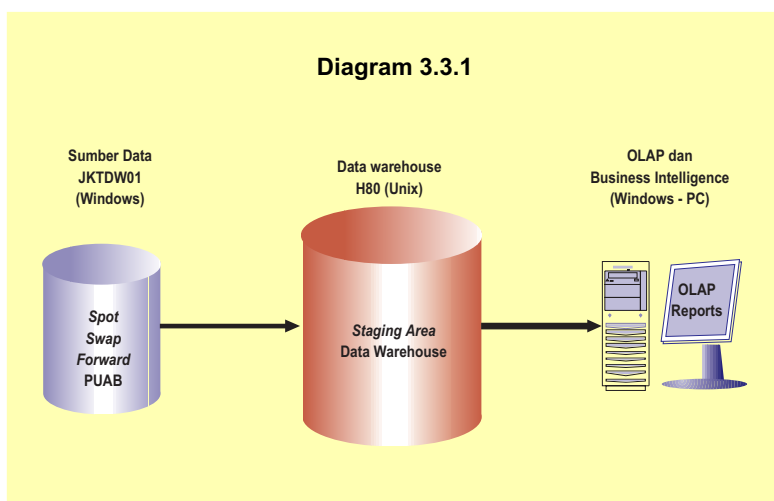 Diagram 3.3.1
Sumber Data
JKTDW01
(Windows)
Data warehouse
H80 (Unix)
OLAP dan
Business Intelligence
(Windows - PC)
Spot
Swap
Forward
PUAB
Staging Area
Data Warehouse
OLAP
Reports